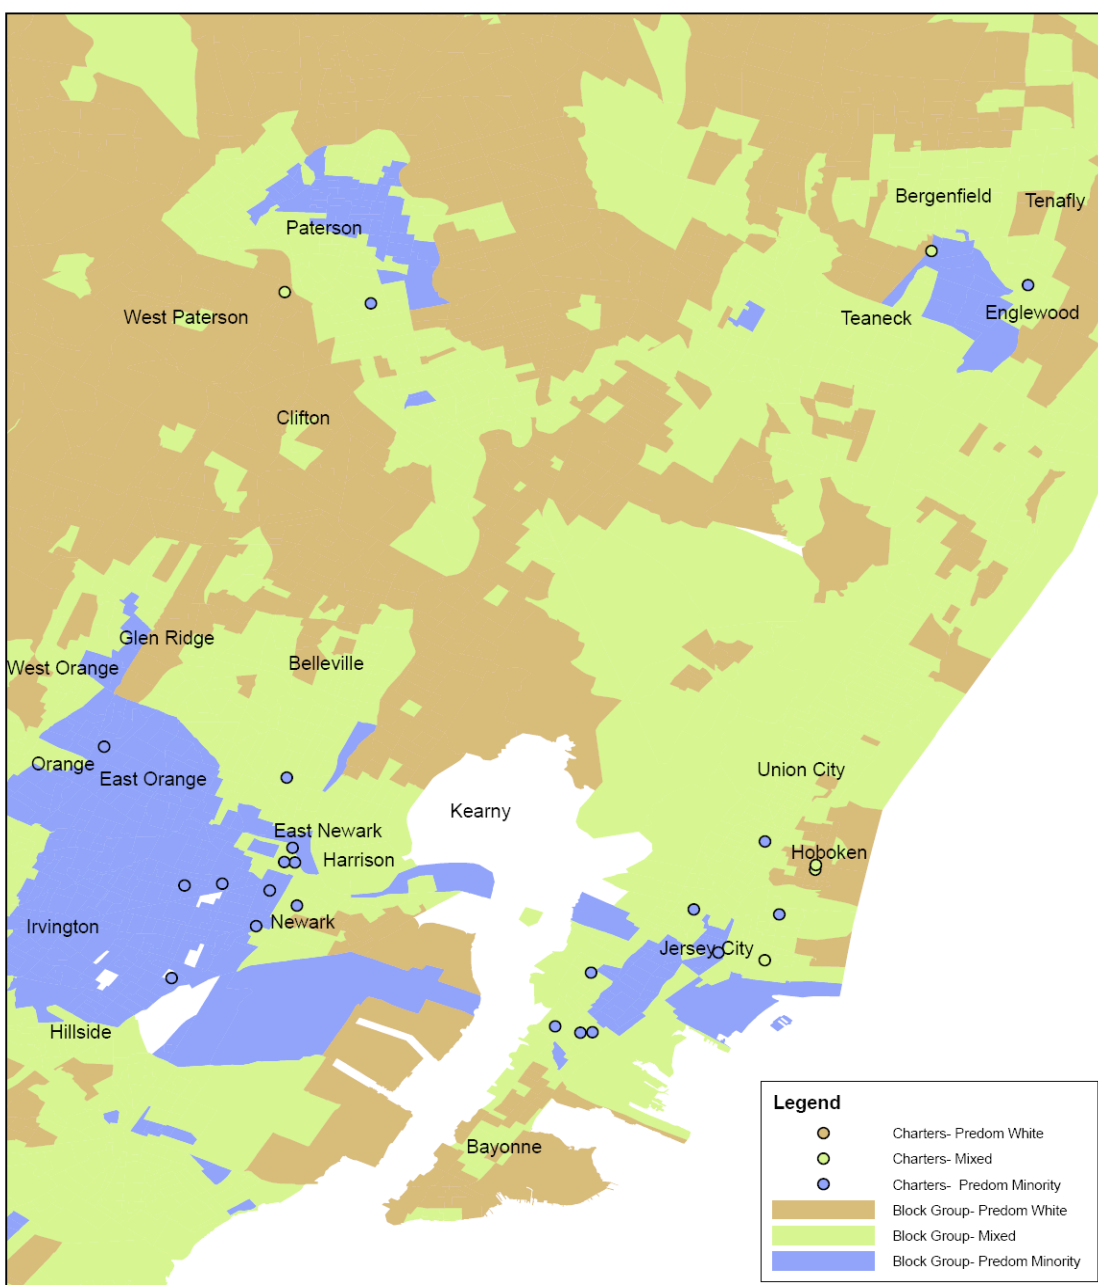 Bergenfield
Tenafly
Paterson
West Paterson
Teaneck
Englewood
Clifton
Glen Ridge
West Orange
Belleville
Orange
East Orange
Union City
Kearny
East Newark
Harrison
Hoboken
Irvington
Newark
Jersey City
Hillside
Bayonne
Legend
Charters- Predom White
Charters- Mixed
Charters- Predom Minority
Block Group- Predom White
Block Group- Mixed
Block Group- Predom Minority